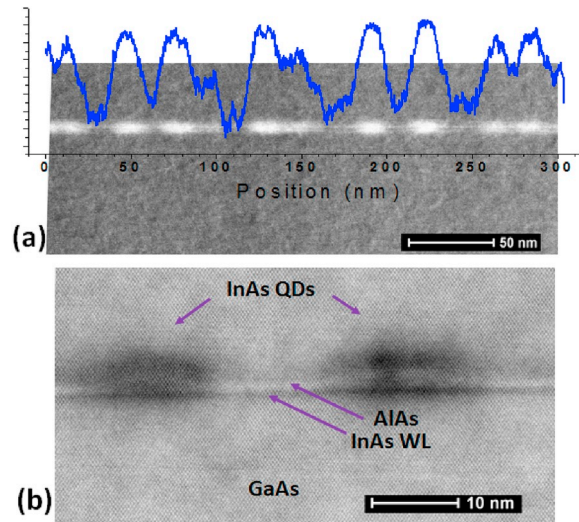 0 50 100 150 200 250 300
Position (nm)
(a)
50 nm
InAs QDs
AlAs
InAs WL
GaAs
(b)
10 nm